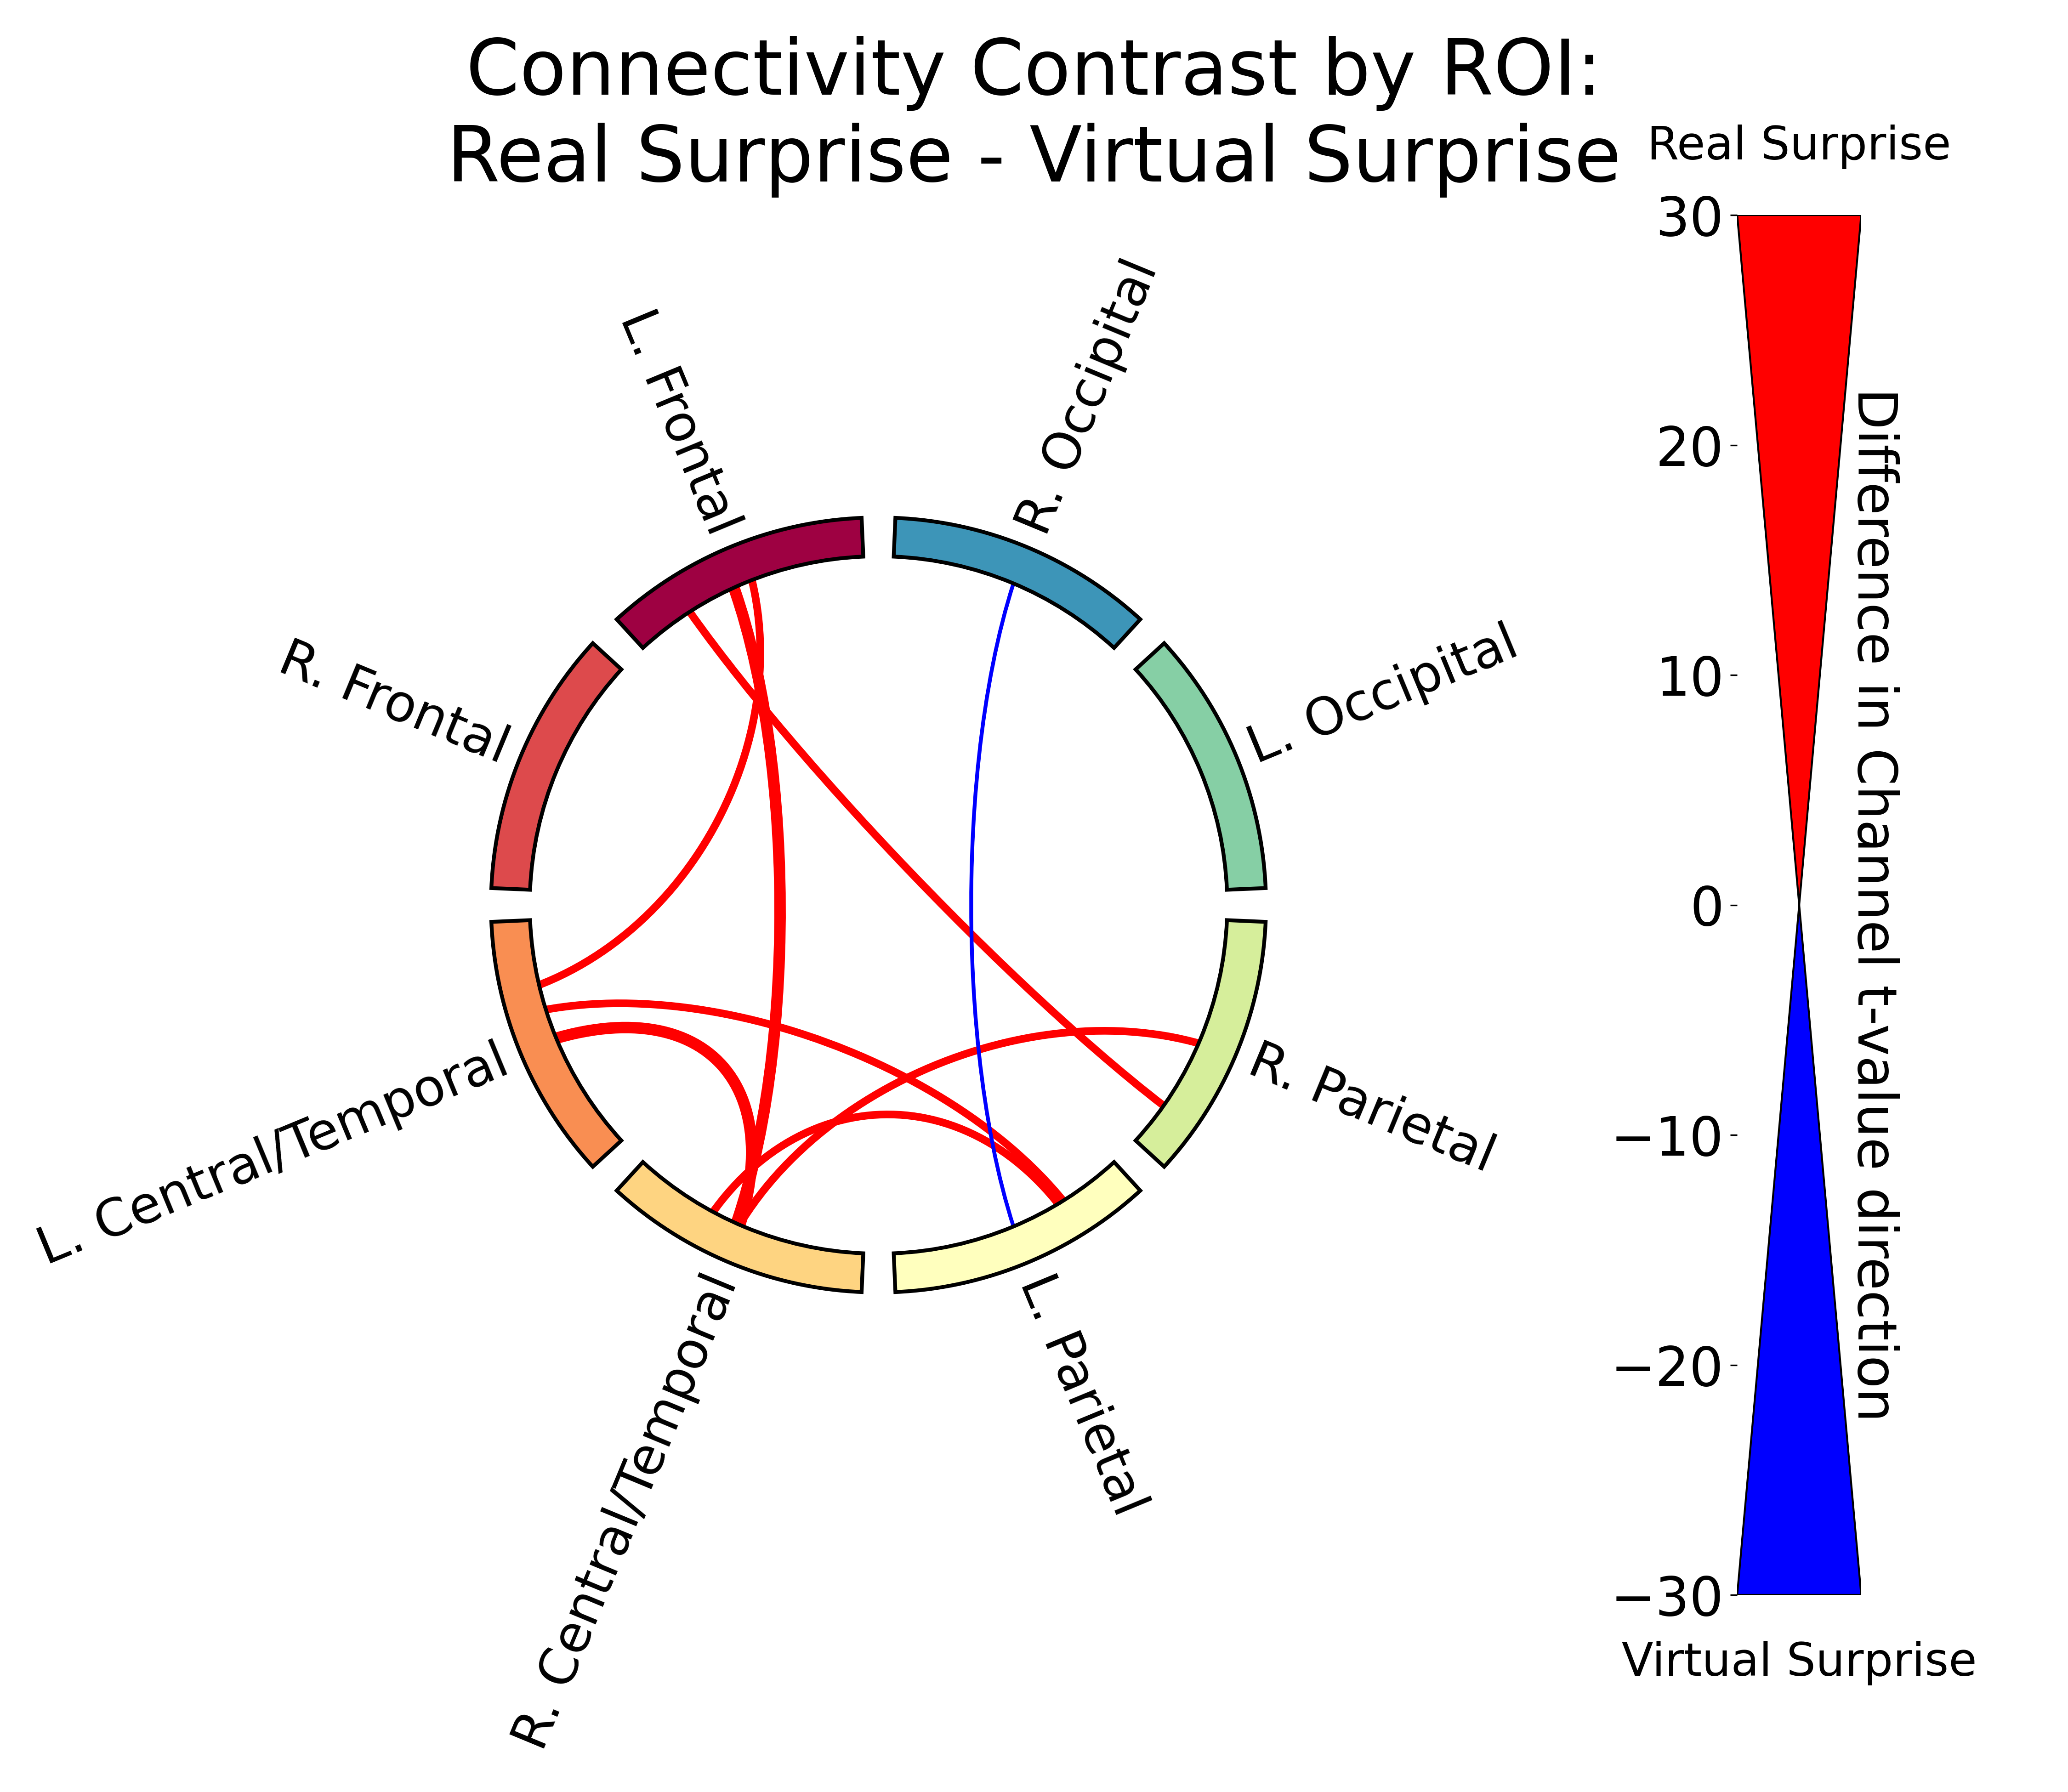 Connectivity Contrast by ROI:
Real Surprise - Virtual Surprise
Real Surprise
30
20
10
0
−10
−20
−30
Virtual Surprise
Difference in Channel t-value direction
R. Occipital
L. Frontal
L. Occipital
R. Frontal
R. Parietal
L. Central/Temporal
L. Parietal
R. Central/Temporal